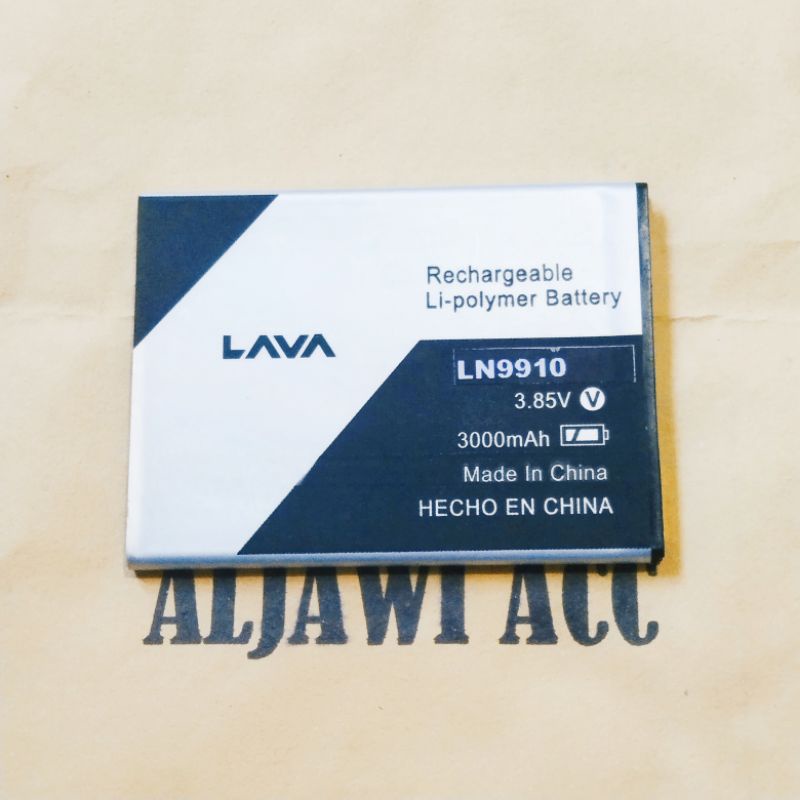 Rechargeable
Li-polymer Battery
LAVA
LN9910
3.85V V
3000mAh
Made In China
HECHO EN CHINA
ALJAWI ACC